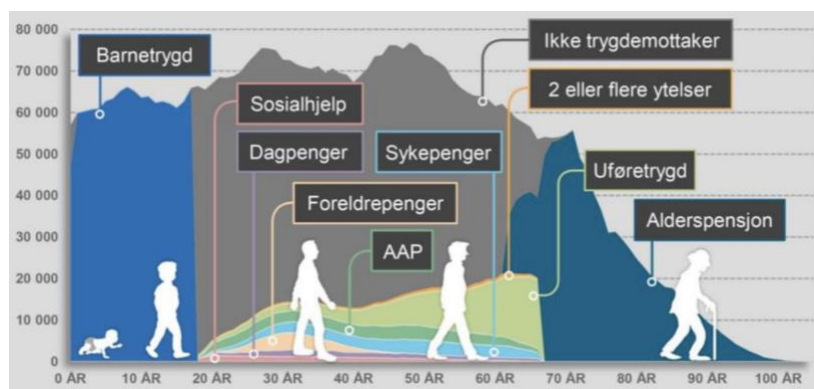 80 000
70 000
60 000
50 000
40 000
30 000
20 000
10 000
0
Barnetrygd
Ikke trygdemottaker
2 eller flere ytelser
Sosialhjelp
Dagpenger
Sykepenger
Uføretrygd
Foreldrepenger
Alderspensjon
AAP
0 ÅR 10 ÅR 20 ÅR 30 ÅR 40 ÅR 50 ÅR 60 ÅR 70 ÅR 80 ÅR 90 ÅR 100 ÅR